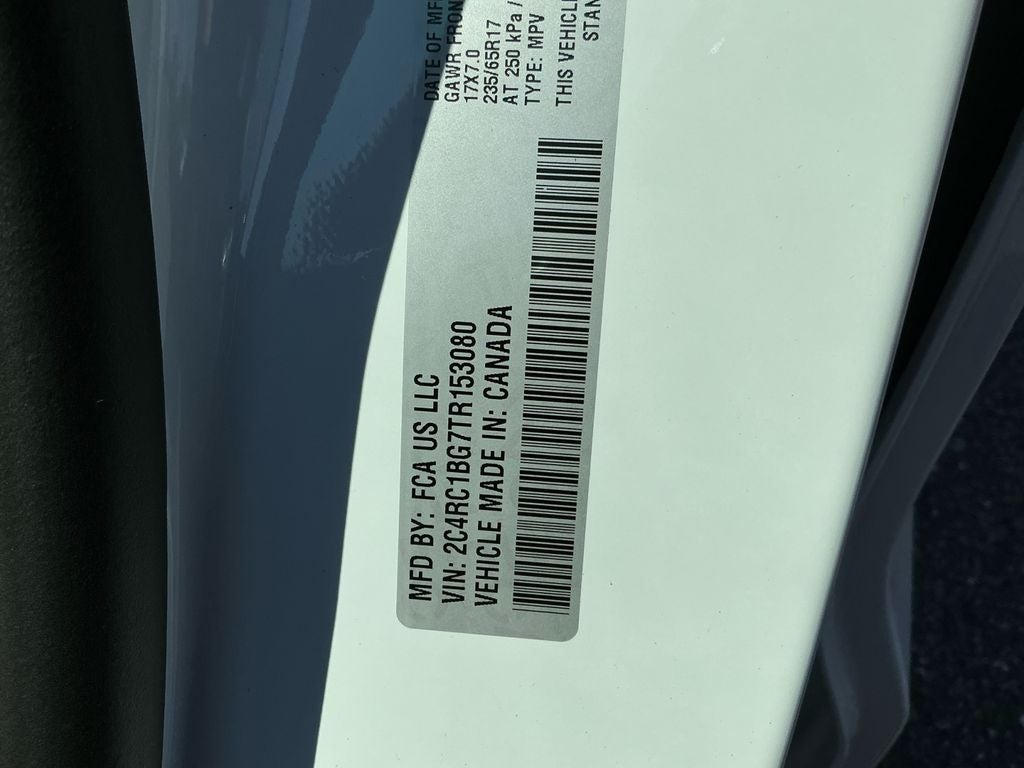 MFD BY: FCA US LLC
VIN: 2C4RC1BG7TR153080
VEHICLE MADE IN: CANADA
DATE OF MF
GAWR FRON
17X7.0
235/65R17
AT 250 kPa /
TYPE: MPV
THIS VEHICLE
STAN